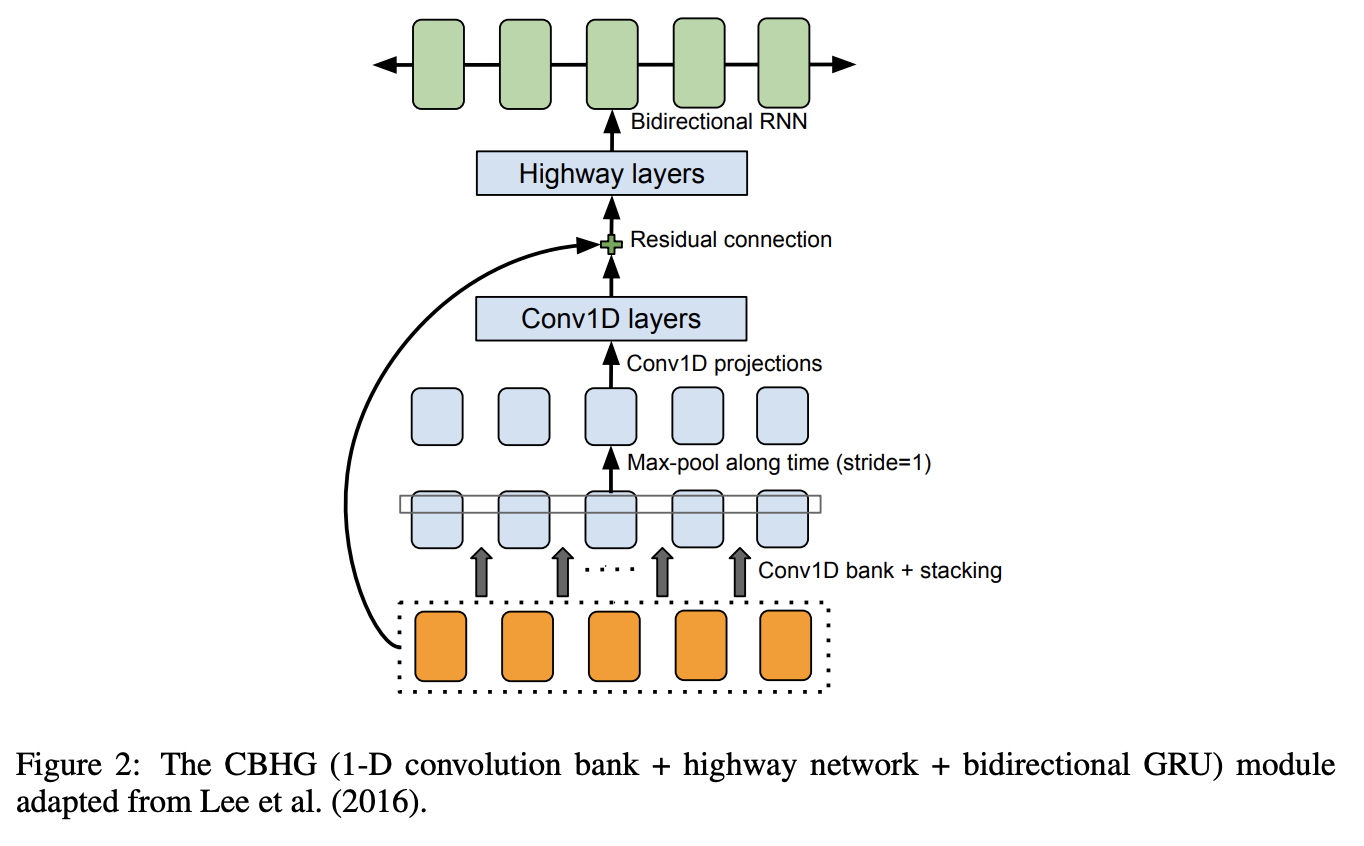 Bidirectional RNN
Highway layers
Residual connection
Conv1D layers
Conv1D projections
Max-pool along time (stride=1)
Conv1D bank + stacking
Figure 2: The CBHG (1-D convolution bank + highway network + bidirectional GRU) module
adapted from Lee et al. (2016).